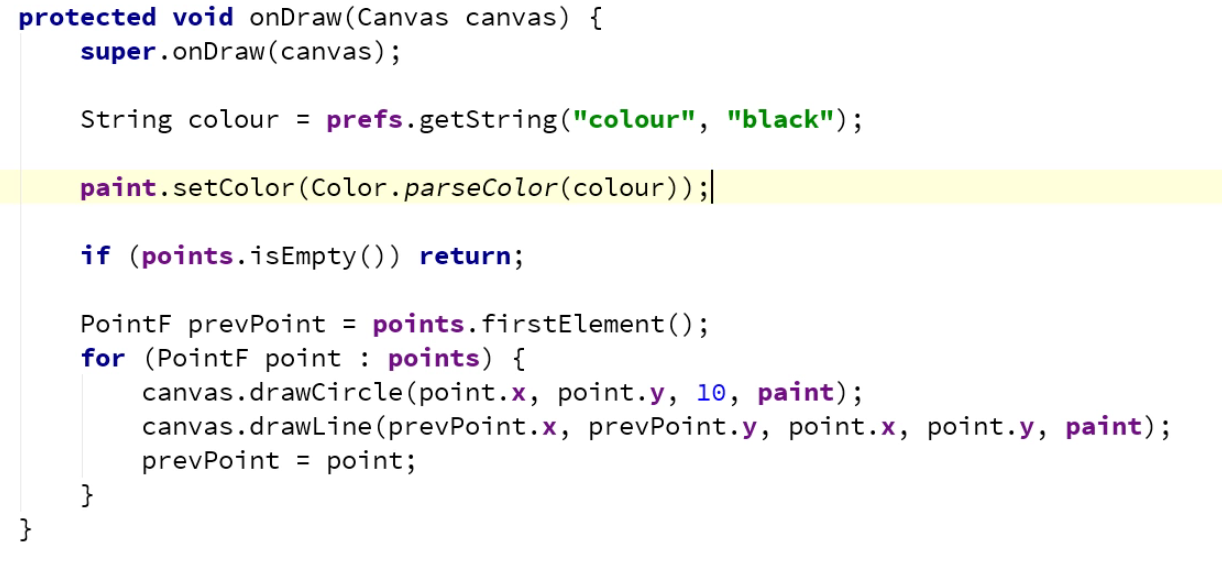 protected void onDraw(Canvas canvas) {
super.onDraw(canvas);
String colour = prefs.getString("colour", "black");
paint.setColor(Color.parseColor(colour));
if (points.isEmpty()) return;
PointF prevPoint = points.firstElement();
for (PointF point : points) {
canvas.drawCircle(point.x, point.y, 10, paint);
canvas.drawLine(prevPoint.x, prevPoint.y, point.x, point.y, paint);
prevPoint = point;
}
}